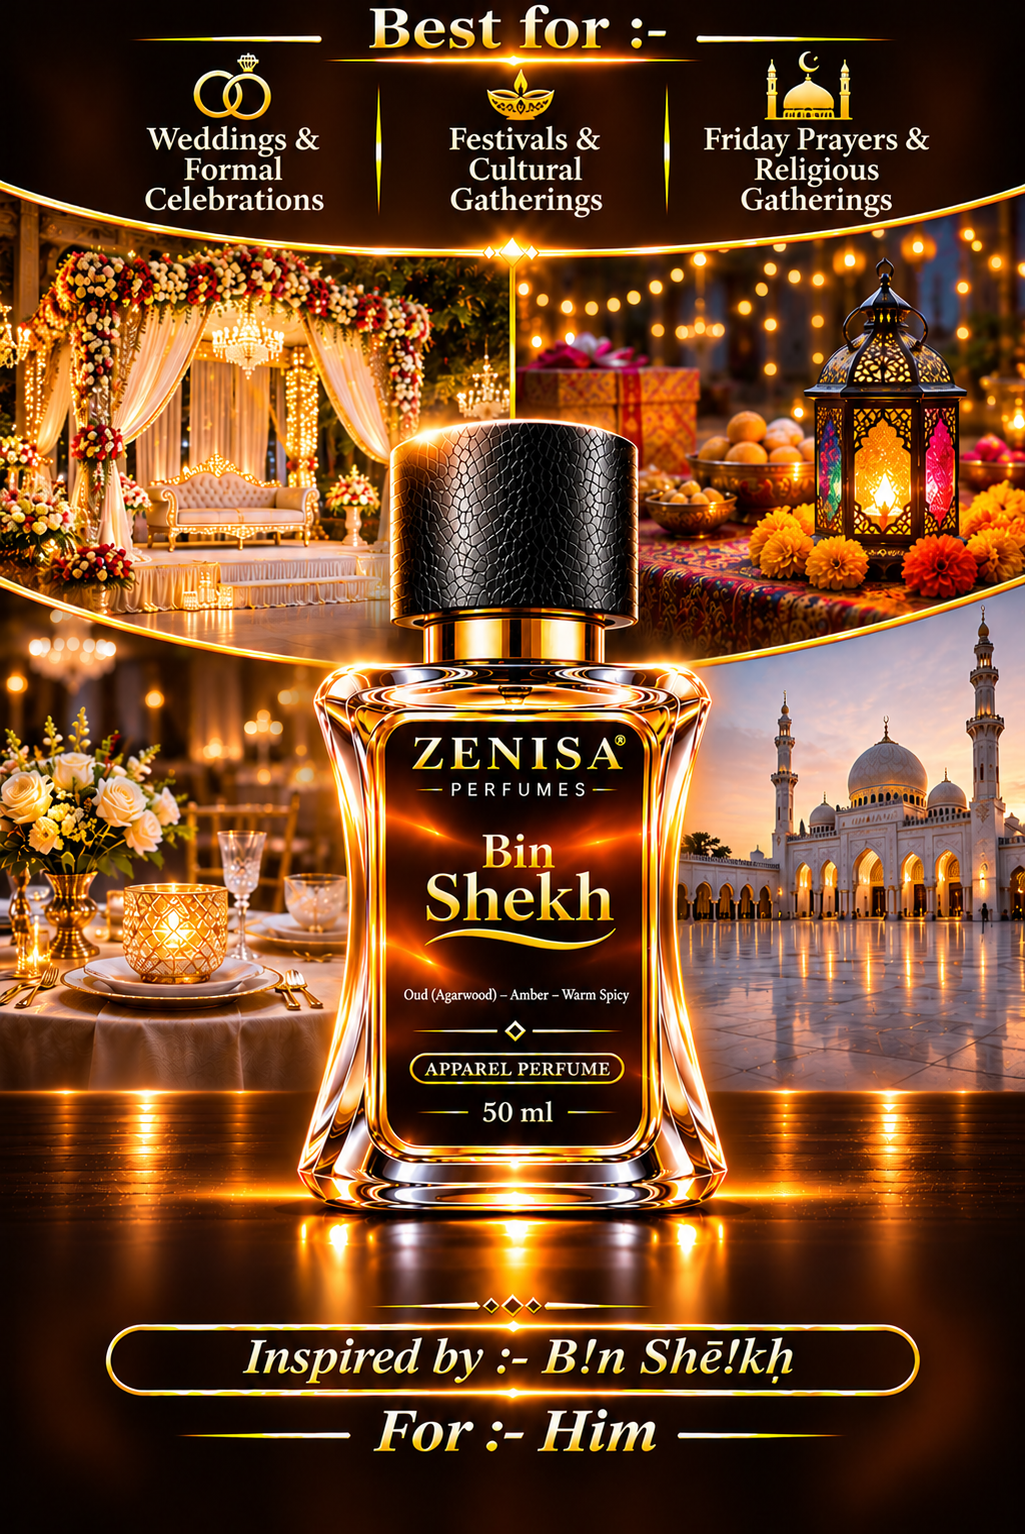 Best for :-
Weddings &
Formal
Celebrations
Festivals &
Cultural
Gatherings
Friday Prayers &
Religious
Gatherings
ZENISA®
PERFUMES
Bin
Shekh
Oud (Agarwood) – Amber – Warm Spicy
APPAREL PERFUME
50 ml
Inspired by :- B!n Shē!kḥ
For :- Him